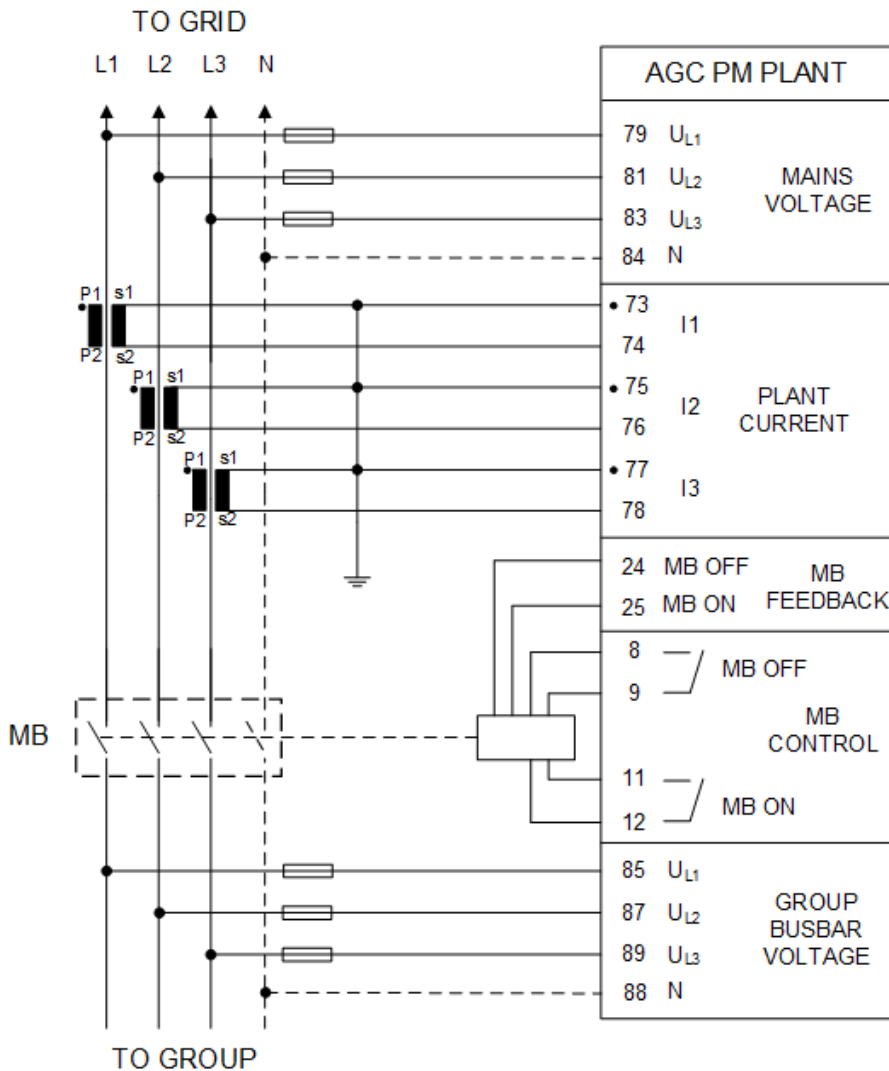 TO GRID
L1 L2 L3 N
AGC PM PLANT
79 UL1
81 UL2
83 UL3
84 N
MAINS
VOLTAGE
P1 s1
P2 s2
P1 s1
P2 s2
P1 s1
P2 s2
73
74
I1
75
76
I2
77
78
I3
PLANT
CURRENT
24 MB OFF
25 MB ON
MB
FEEDBACK
8
9
MB OFF
MB
CONTROL
11
12
MB ON
MB
85 UL1
87 UL2
89 UL3
88 N
GROUP
BUSBAR
VOLTAGE
TO GROUP